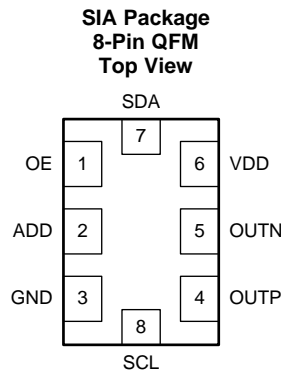 SIA Package
8-Pin QFM
Top View
SDA
7
OE 1 6 VDD
ADD 2 5 OUTN
GND 3 4 OUTP
8
SCL